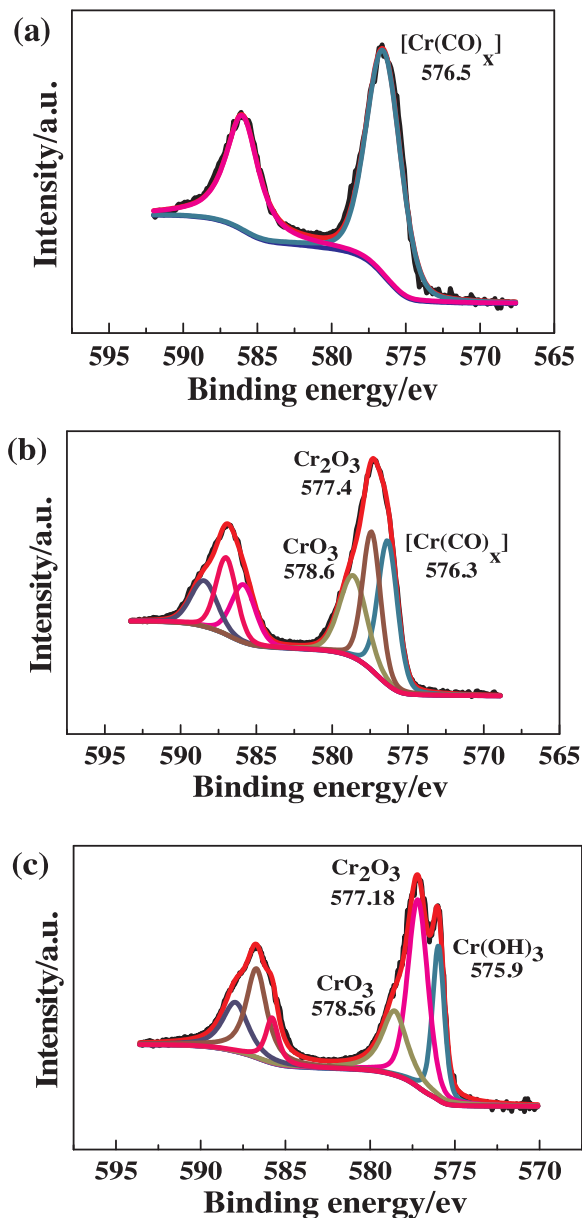 (a)
[Cr(CO)x]
576.5
Intensity/a.u.
595 590 585 580 575 570 565
Binding energy/ev
(b)
Cr2O3
577.4
CrO3
578.6
[Cr(CO)x]
576.3
Intensity/a.u.
595 590 585 580 575 570 565
Binding energy/ev
(c)
Cr2O3
577.18
Cr(OH)3
575.9
CrO3
578.56
Intensity/a.u.
595 590 585 580 575 570
Binding energy/ev